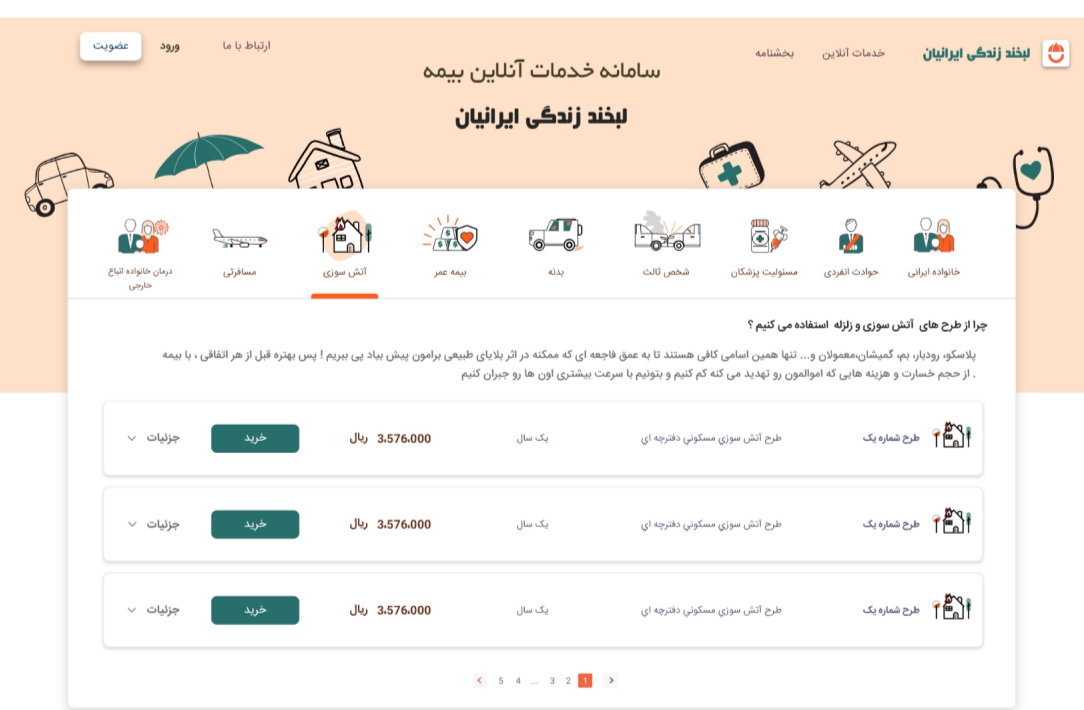 لبخند زندگی ایرانیان
خدمات آنلاین
بخشنامه
ارتباط با ما
ورود
عضویت
سامانه خدمات آنلاین بیمه
لبخند زندگی ایرانیان
خانواده ایرانی
حوادث انفردی
مسئولیت پزشکان
شخص ثالث
بدنه
بیمه عمر
آتش سوزی
مسافرتی
درمان خانواده اتباع
خارجی
چرا از طرح های آتش سوزی و زلزله استفاده می کنیم ؟
پلاسکو، رودبار، بم، گمیشان،معمولان و... تنها همین اسامی کافی هستند تا به عمق فاجعه ای که ممکنه در اثر بلایای طبیعی برامون پیش بیاد پی ببریم ! پس بهتره قبل از هر اتفاقی ، با بیمه
. از حجم خسارت و هزینه هایی که اموالمون رو تهدید می کنه کم کنیم و بتونیم با سرعت بیشتری اون ها رو جبران کنیم
طرح شماره یک
طرح آتش سوزي مسكوني دفترچه اي
یک سال
3،576،000 ریال
خرید
جزئیات
طرح شماره یک
طرح آتش سوزي مسكوني دفترچه اي
یک سال
3،576،000 ریال
خرید
جزئیات
طرح شماره یک
طرح آتش سوزي مسكوني دفترچه اي
یک سال
3،576،000 ریال
خرید
جزئیات
1 2 3 ... 4 5